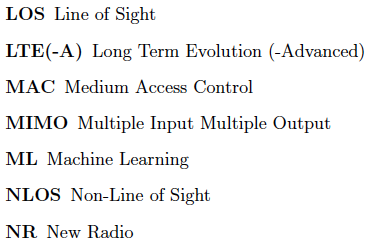 LOS Line of Sight
LTE(-A) Long Term Evolution (-Advanced)
MAC Medium Access Control
MIMO Multiple Input Multiple Output
ML Machine Learning
NLOS Non-Line of Sight
NR New Radio